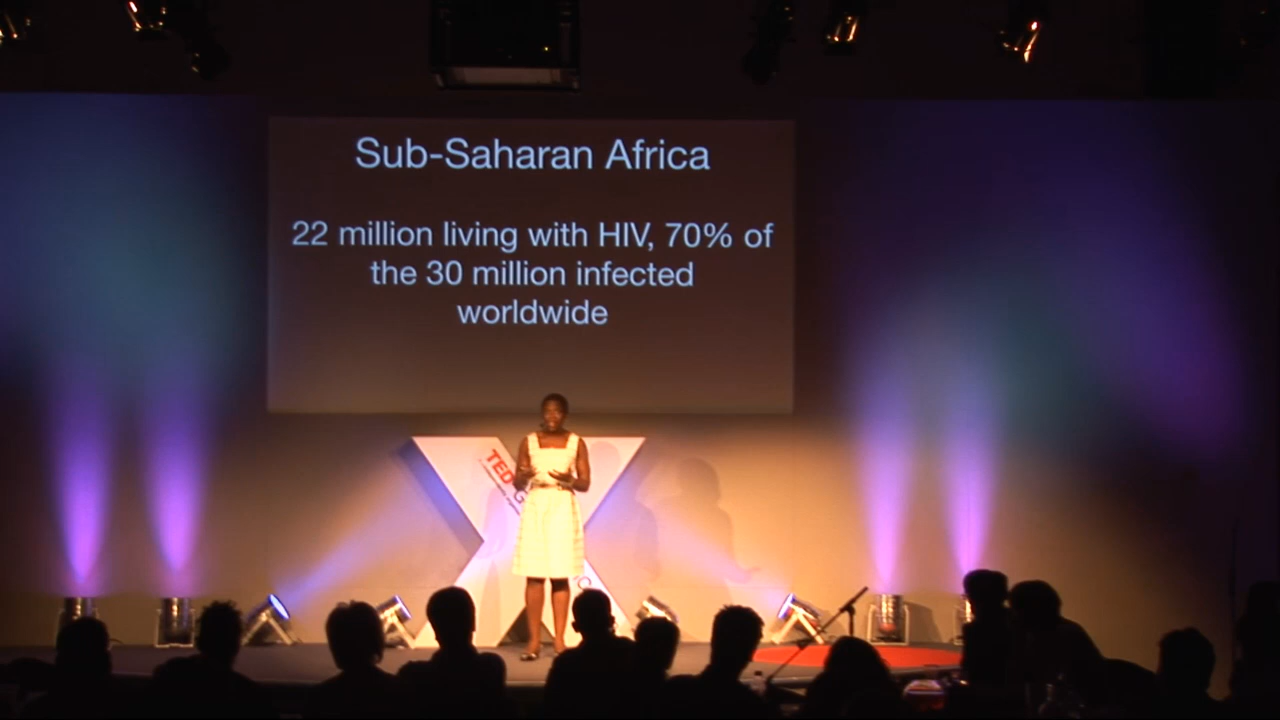 Sub-Saharan Africa
22 million living with HIV, 70% of
the 30 million infected
worldwide
TED